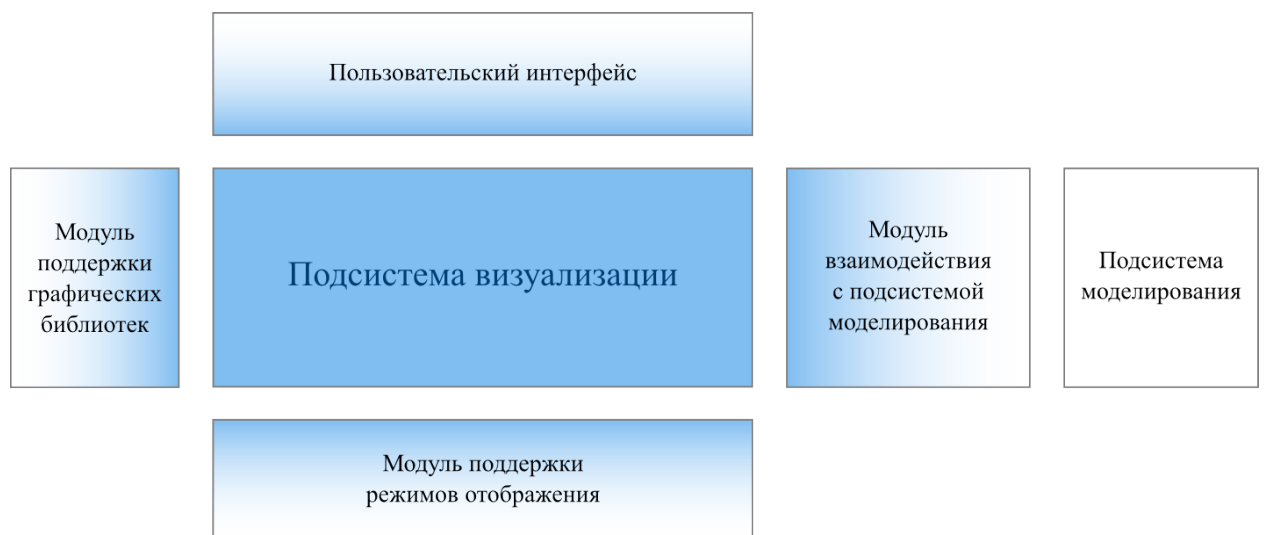 Пользовательский интерфейс
Модуль
поддержки
графических
библиотек
Подсистема визуализации
Модуль
взаимодействия
с подсистемой
моделирования
Подсистема
моделирования
Модуль поддержки
режимов отображения